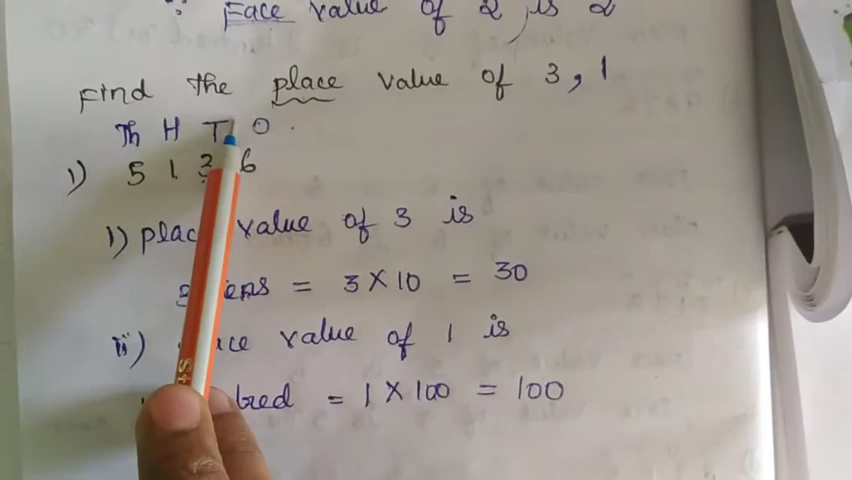 Face value of 2 is 2
Find the place value of 3, 1
Th H T O
1) 5 1 3 6
1) place value of 3 is
= 3 X 10 = 30
ii) value of 1 is
= 1 X 100 = 100